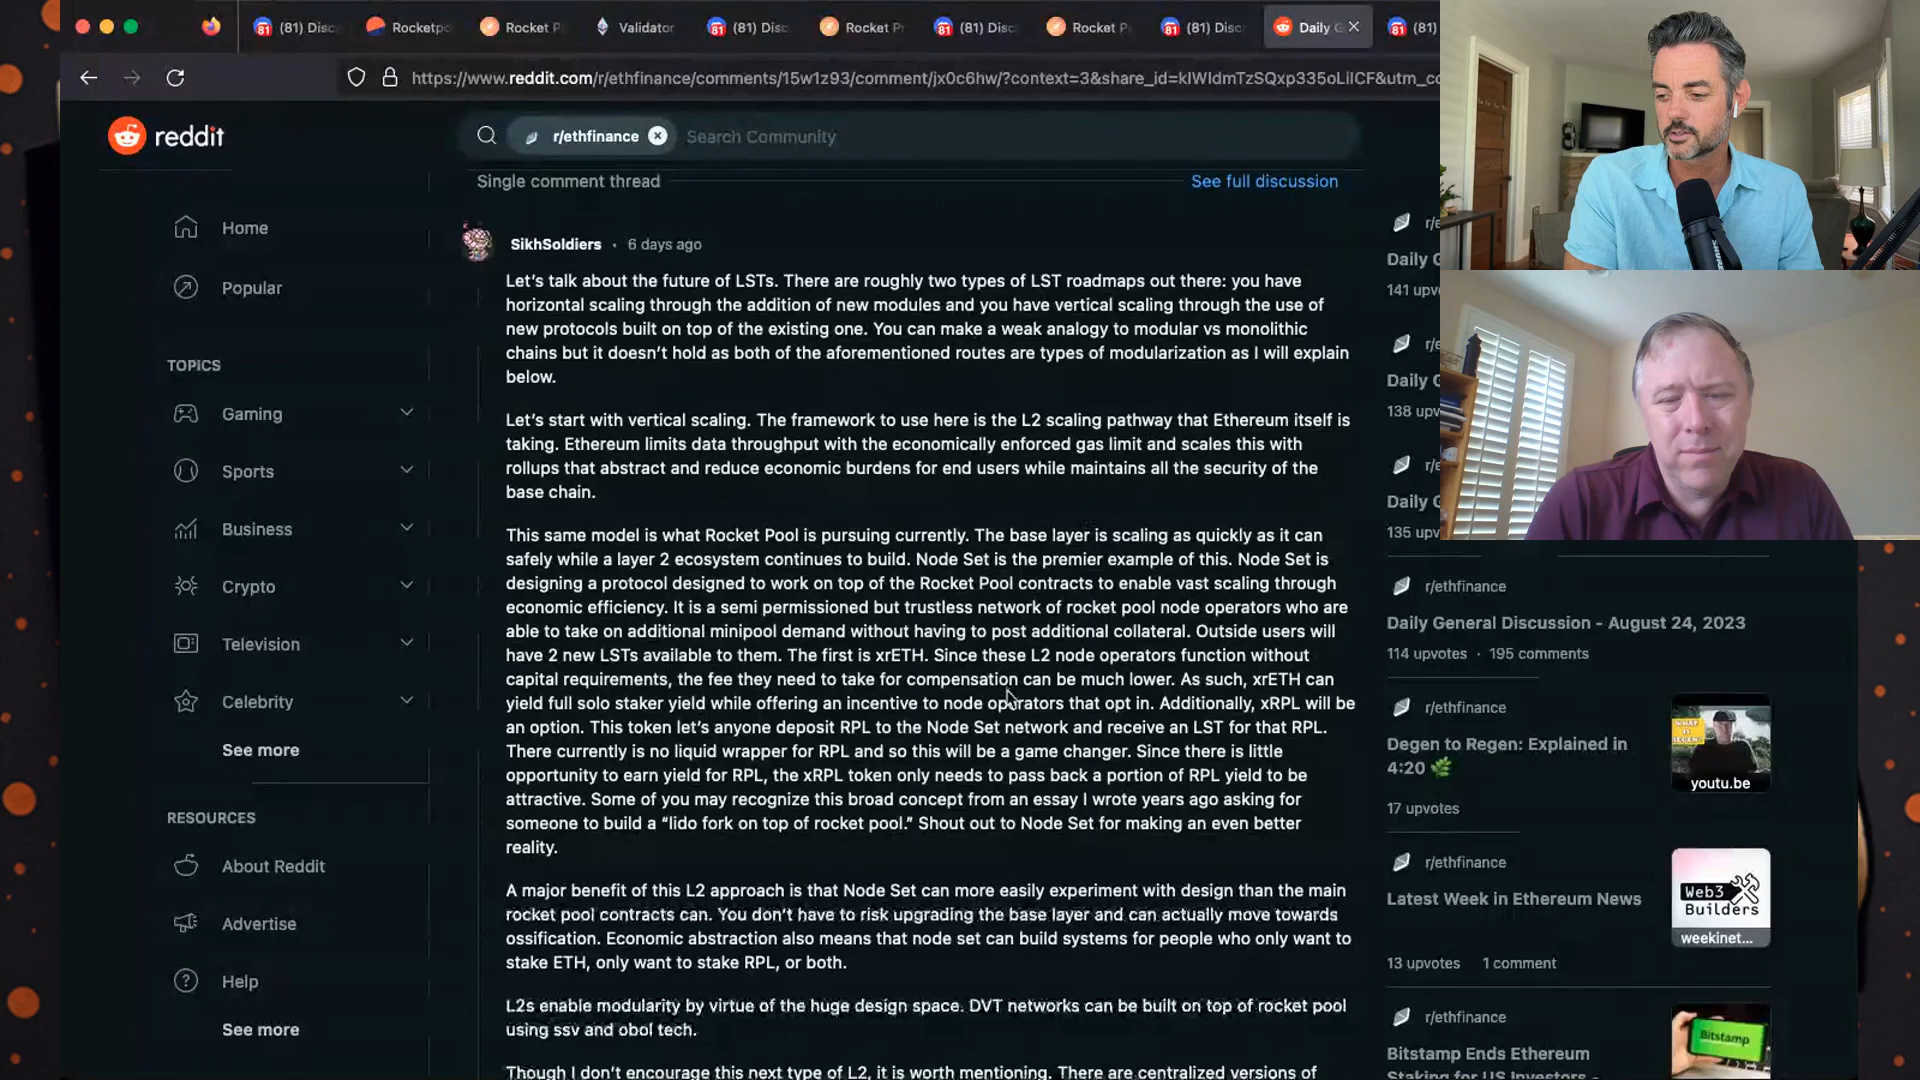 (81) Disc
Rocketpo
Rocket P
Validator
(81) Disc
Rocket P
(81) Disc
Rocket P
(81) Disc
Daily G
(81)
https://www.reddit.com/r/ethfinance/comments/15w1z93/comment/jx0c6hw/?context=3&share_id=klWIdmTzSQxp335oLilCF&utm_co
reddit
r/ethfinance
Search Community
Single comment thread
See full discussion
Home
Popular
TOPICS
Gaming
Sports
Business
Crypto
Television
Celebrity
See more
RESOURCES
About Reddit
Advertise
Help
See more
SikhSoldiers · 6 days ago
Let's talk about the future of LSTs. There are roughly two types of LST roadmaps out there: you have
horizontal scaling through the addition of new modules and you have vertical scaling through the use of
new protocols built on top of the existing one. You can make a weak analogy to modular vs monolithic
chains but it doesn't hold as both of the aforementioned routes are types of modularization as I will explain
below.
Let's start with vertical scaling. The framework to use here is the L2 scaling pathway that Ethereum itself is
taking. Ethereum limits data throughput with the economically enforced gas limit and scales this with
rollups that abstract and reduce economic burdens for end users while maintains all the security of the
base chain.
This same model is what Rocket Pool is pursuing currently. The base layer is scaling as quickly as it can
safely while a layer 2 ecosystem continues to build. Node Set is the premier example of this. Node Set is
designing a protocol designed to work on top of the Rocket Pool contracts to enable vast scaling through
economic efficiency. It is a semi permissioned but trustless network of rocket pool node operators who are
able to take on additional minipool demand without having to post additional collateral. Outside users will
have 2 new LSTs available to them. The first is xrETH. Since these L2 node operators function without
capital requirements, the fee they need to take for compensation can be much lower. As such, xrETH can
yield full solo staker yield while offering an incentive to node operators that opt in. Additionally, xRPL will be
an option. This token let's anyone deposit RPL to the Node Set network and receive an LST for that RPL.
There currently is no liquid wrapper for RPL and so this will be a game changer. Since there is little
opportunity to earn yield for RPL, the xRPL token only needs to pass back a portion of RPL yield to be
attractive. Some of you may recognize this broad concept from an essay I wrote years ago asking for
someone to build a "lido fork on top of rocket pool." Shout out to Node Set for making an even better
reality.
A major benefit of this L2 approach is that Node Set can more easily experiment with design than the main
rocket pool contracts can. You don't have to risk upgrading the base layer and can actually move towards
ossification. Economic abstraction also means that node set can build systems for people who only want to
stake ETH, only want to stake RPL, or both.
L2s enable modularity by virtue of the huge design space. DVT networks can be built on top of rocket pool
using ssv and obol tech.
Though I don't encourage this next type of L2, it is worth mentioning. There are centralized versions of
r/e
Daily G
141 upv
r/e
Daily G
138 upv
r/e
Daily G
135 upv
r/ethfinance
Daily General Discussion - August 24, 2023
114 upvotes · 195 comments
r/ethfinance
Degen to Regen: Explained in
4:20
17 upvotes
youtu.be
r/ethfinance
Latest Week in Ethereum News
13 upvotes 1 comment
Web3
Builders
weekinet...
r/ethfinance
Bitstamp Ends Ethereum
Staking for US Investors -
Bitstamp